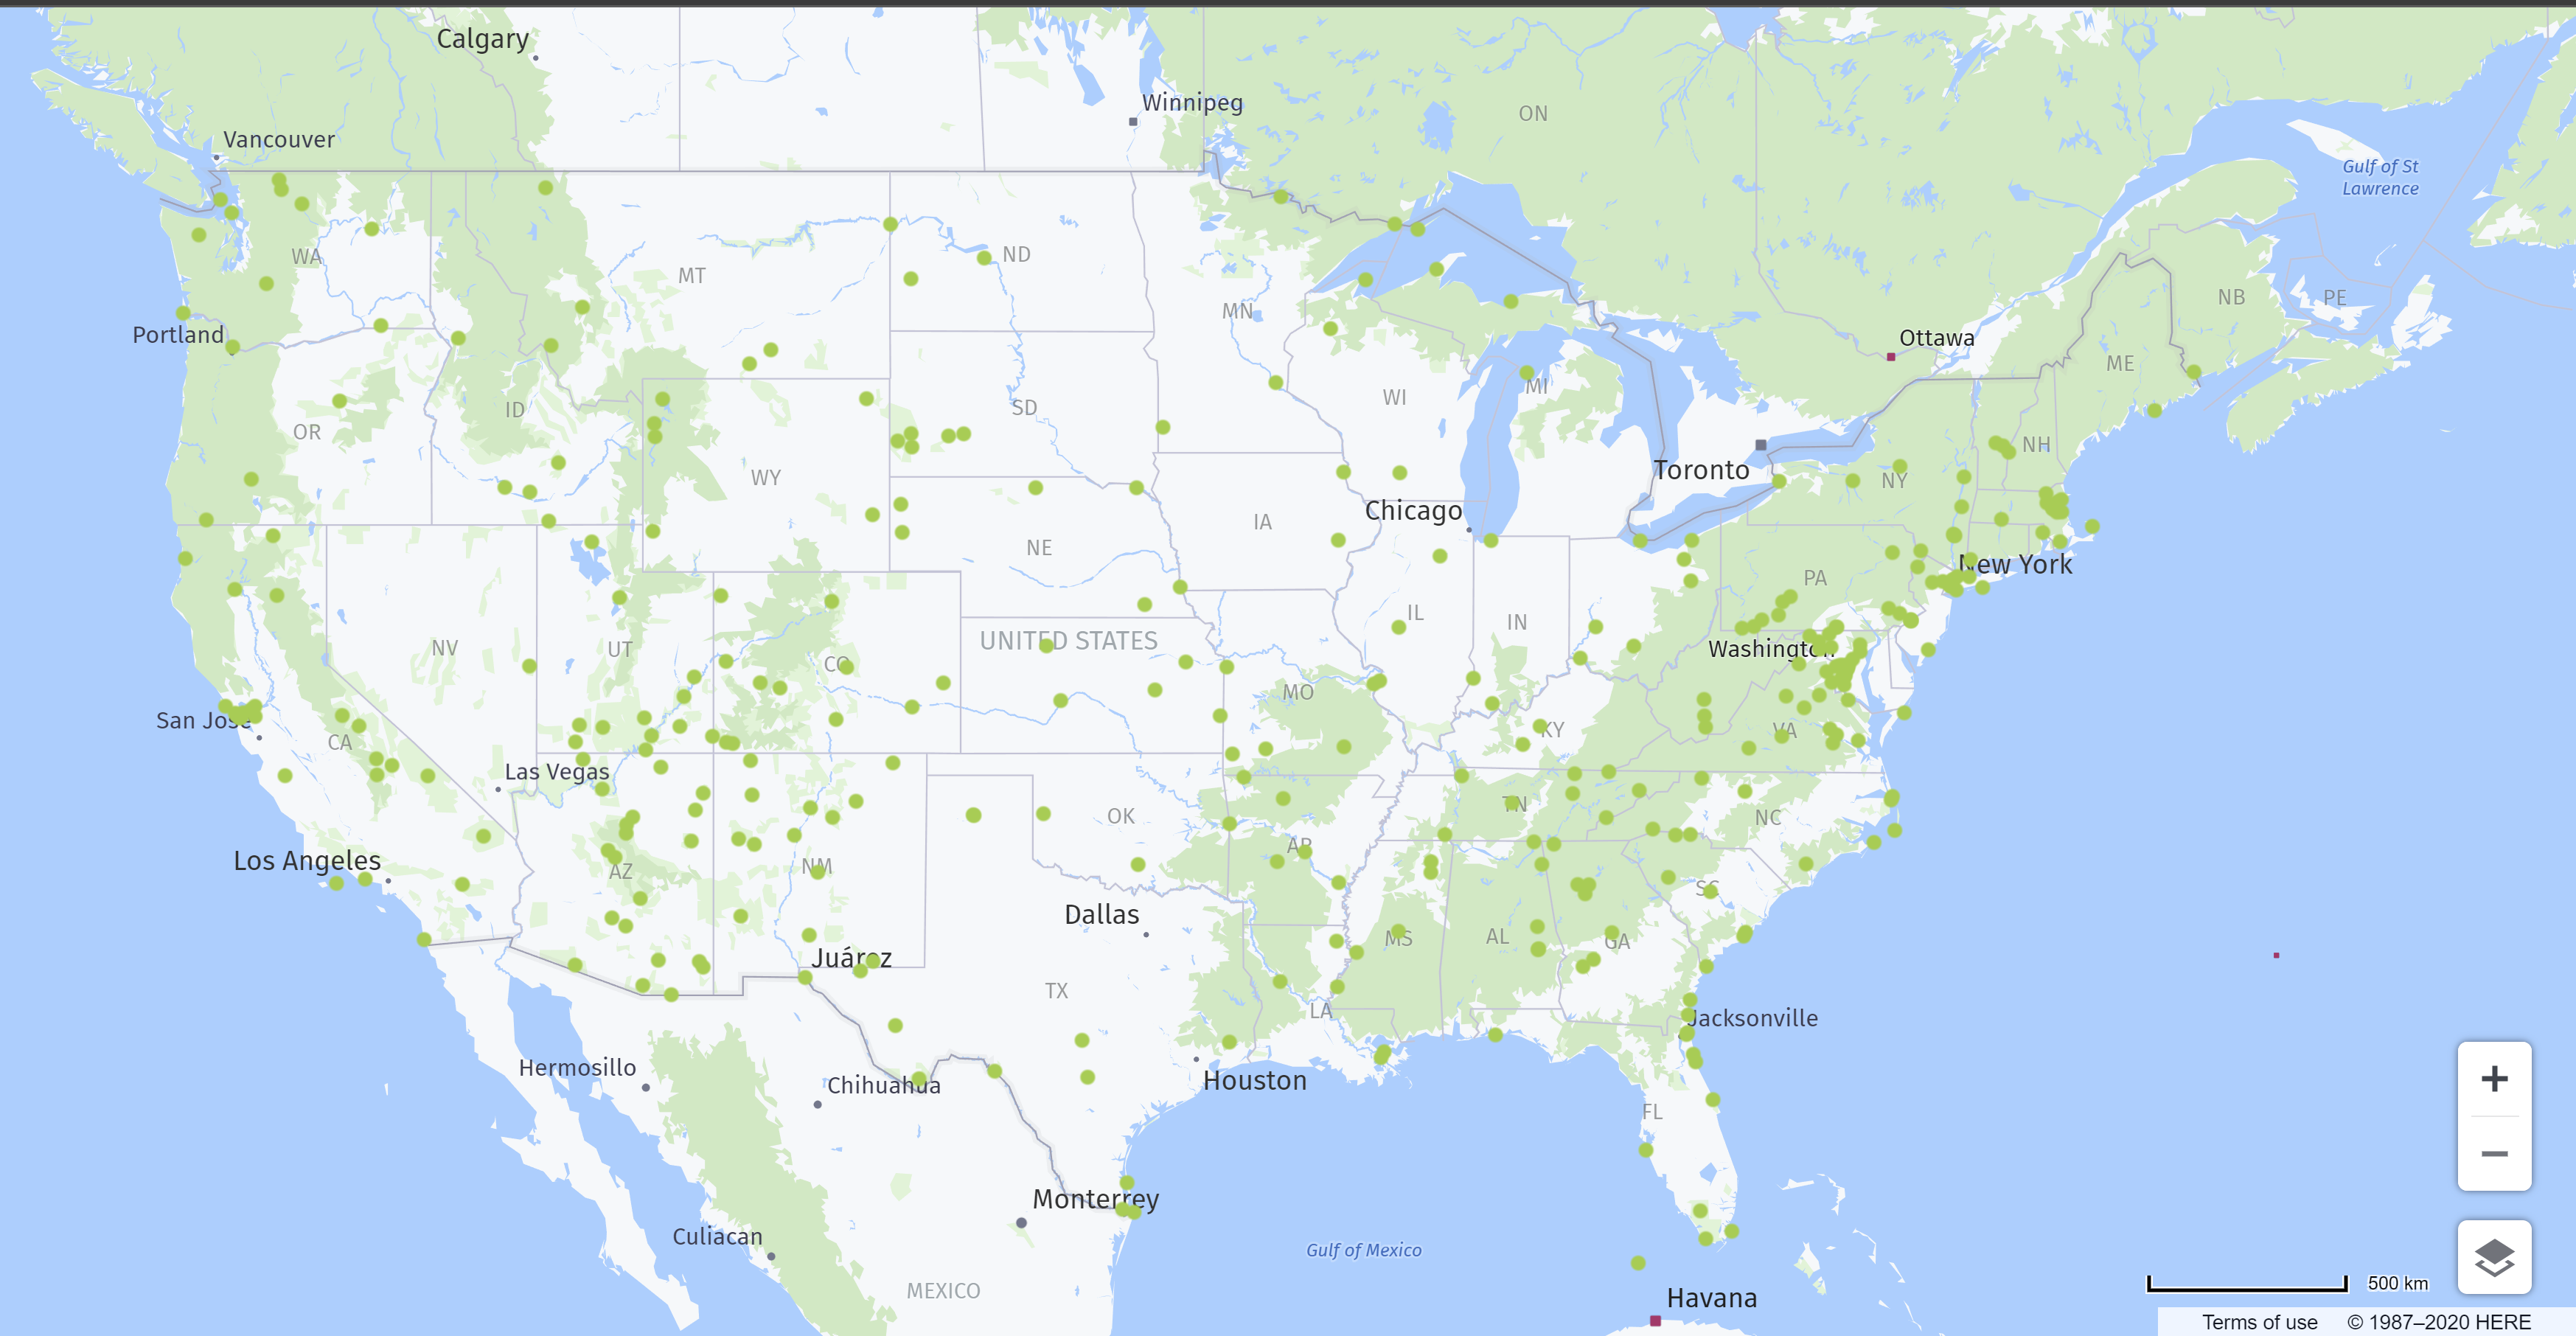 Calgary
Winnipeg
ON
Vancouver
Gulf of St
Lawrence
WA
MT
ND
NB
PE
Portland
MN
Ottawa
ME
ID
SD
WI
MI
OR
NH
Toronto
NY
WY
Chicago
IA
NE
New York
PA
IL
IN
UNITED STATES
NV
UT
CO
Washington
MO
San Jose
CA
KY
VA
Las Vegas
TN
OK
NC
AR
Los Angeles
AZ
NM
SC
Dallas
MS
AL
GA
Juárez
TX
LA
Jacksonville
Hermosillo
Houston
Chihuahua
FL
+
Monterrey
−
Culiacan
Gulf of Mexico
MEXICO
500 km
Havana
Terms of use © 1987–2020 HERE